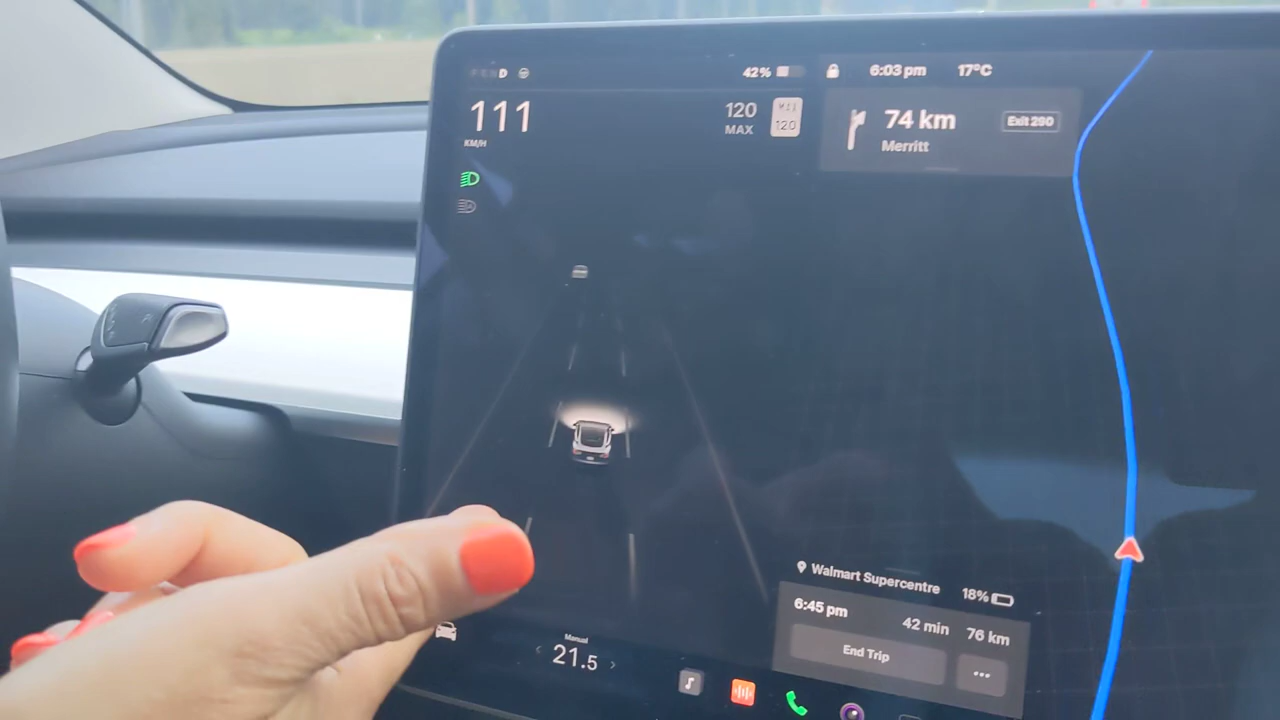 D
42%
6:03 pm
17°C
111
KM/H
120
MAX
MAX
120
74 km
Exit 290
Merritt
Walmart Supercentre
18%
6:45 pm
42 min
76 km
End Trip
...
Manual
21.5